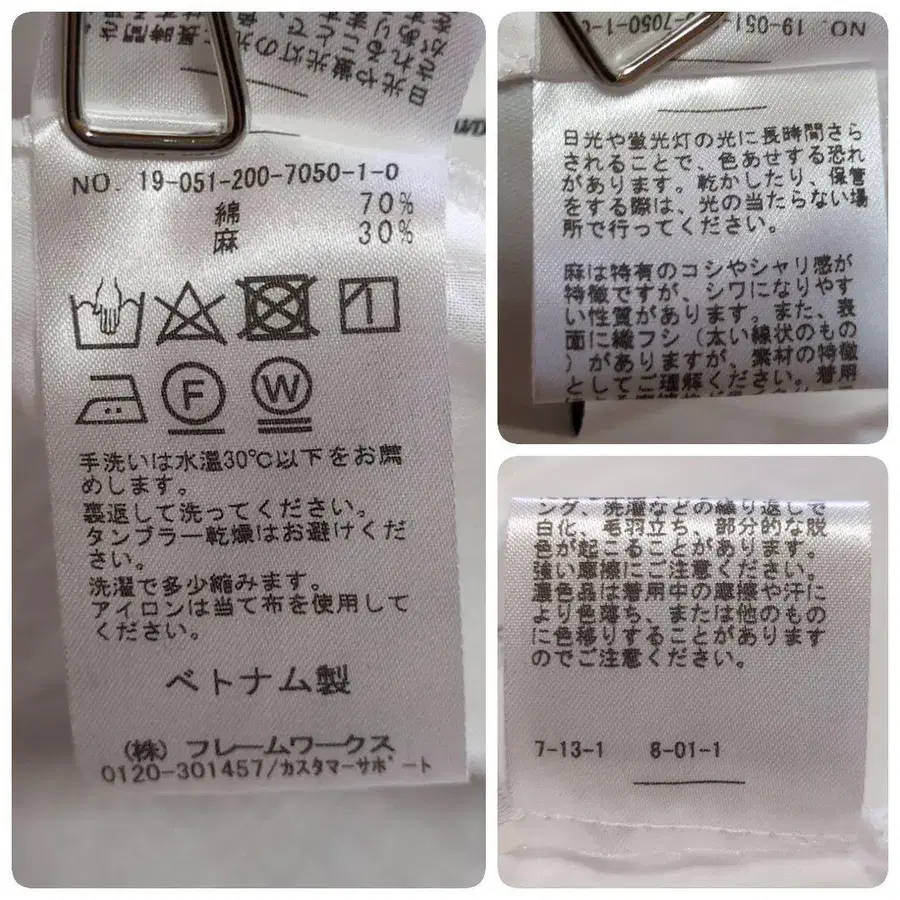 NO. 19-051-200-7050-1-0
綿 70%
麻 30%
F
W
手洗いは水温30℃以下をお薦
めします。
裏返して洗ってください。
タンブラー乾燥はお避けくだ
さい。
洗濯で多少縮みます。
アイロンは当て布を使用して
ください。
ベトナム製
(株) フレームワークス
0120-301457/カスタマーサポート
日光や蛍光灯の光に長時間さら
されることで、色あせする恐れ
があります。乾かしたり、保管
をする際は、光の当たらない場
所で行ってください。
麻は特有のコシやシャリ感が
特徴ですが、シワになりやす
い性質があります。また、表
面に織フシ（太い線状のもの
）がありますが、素材の特徴
としてご理解ください。着用
ング、洗濯などの繰り返しで
白化、毛羽立ち、部分的な脱
色が起こることがあります。
強い摩擦にご注意ください。
濃色品は着用中の摩擦や汗に
より色落ち、または他のもの
に色移りすることがあります
のでご注意ください。
7-13-1 8-01-1